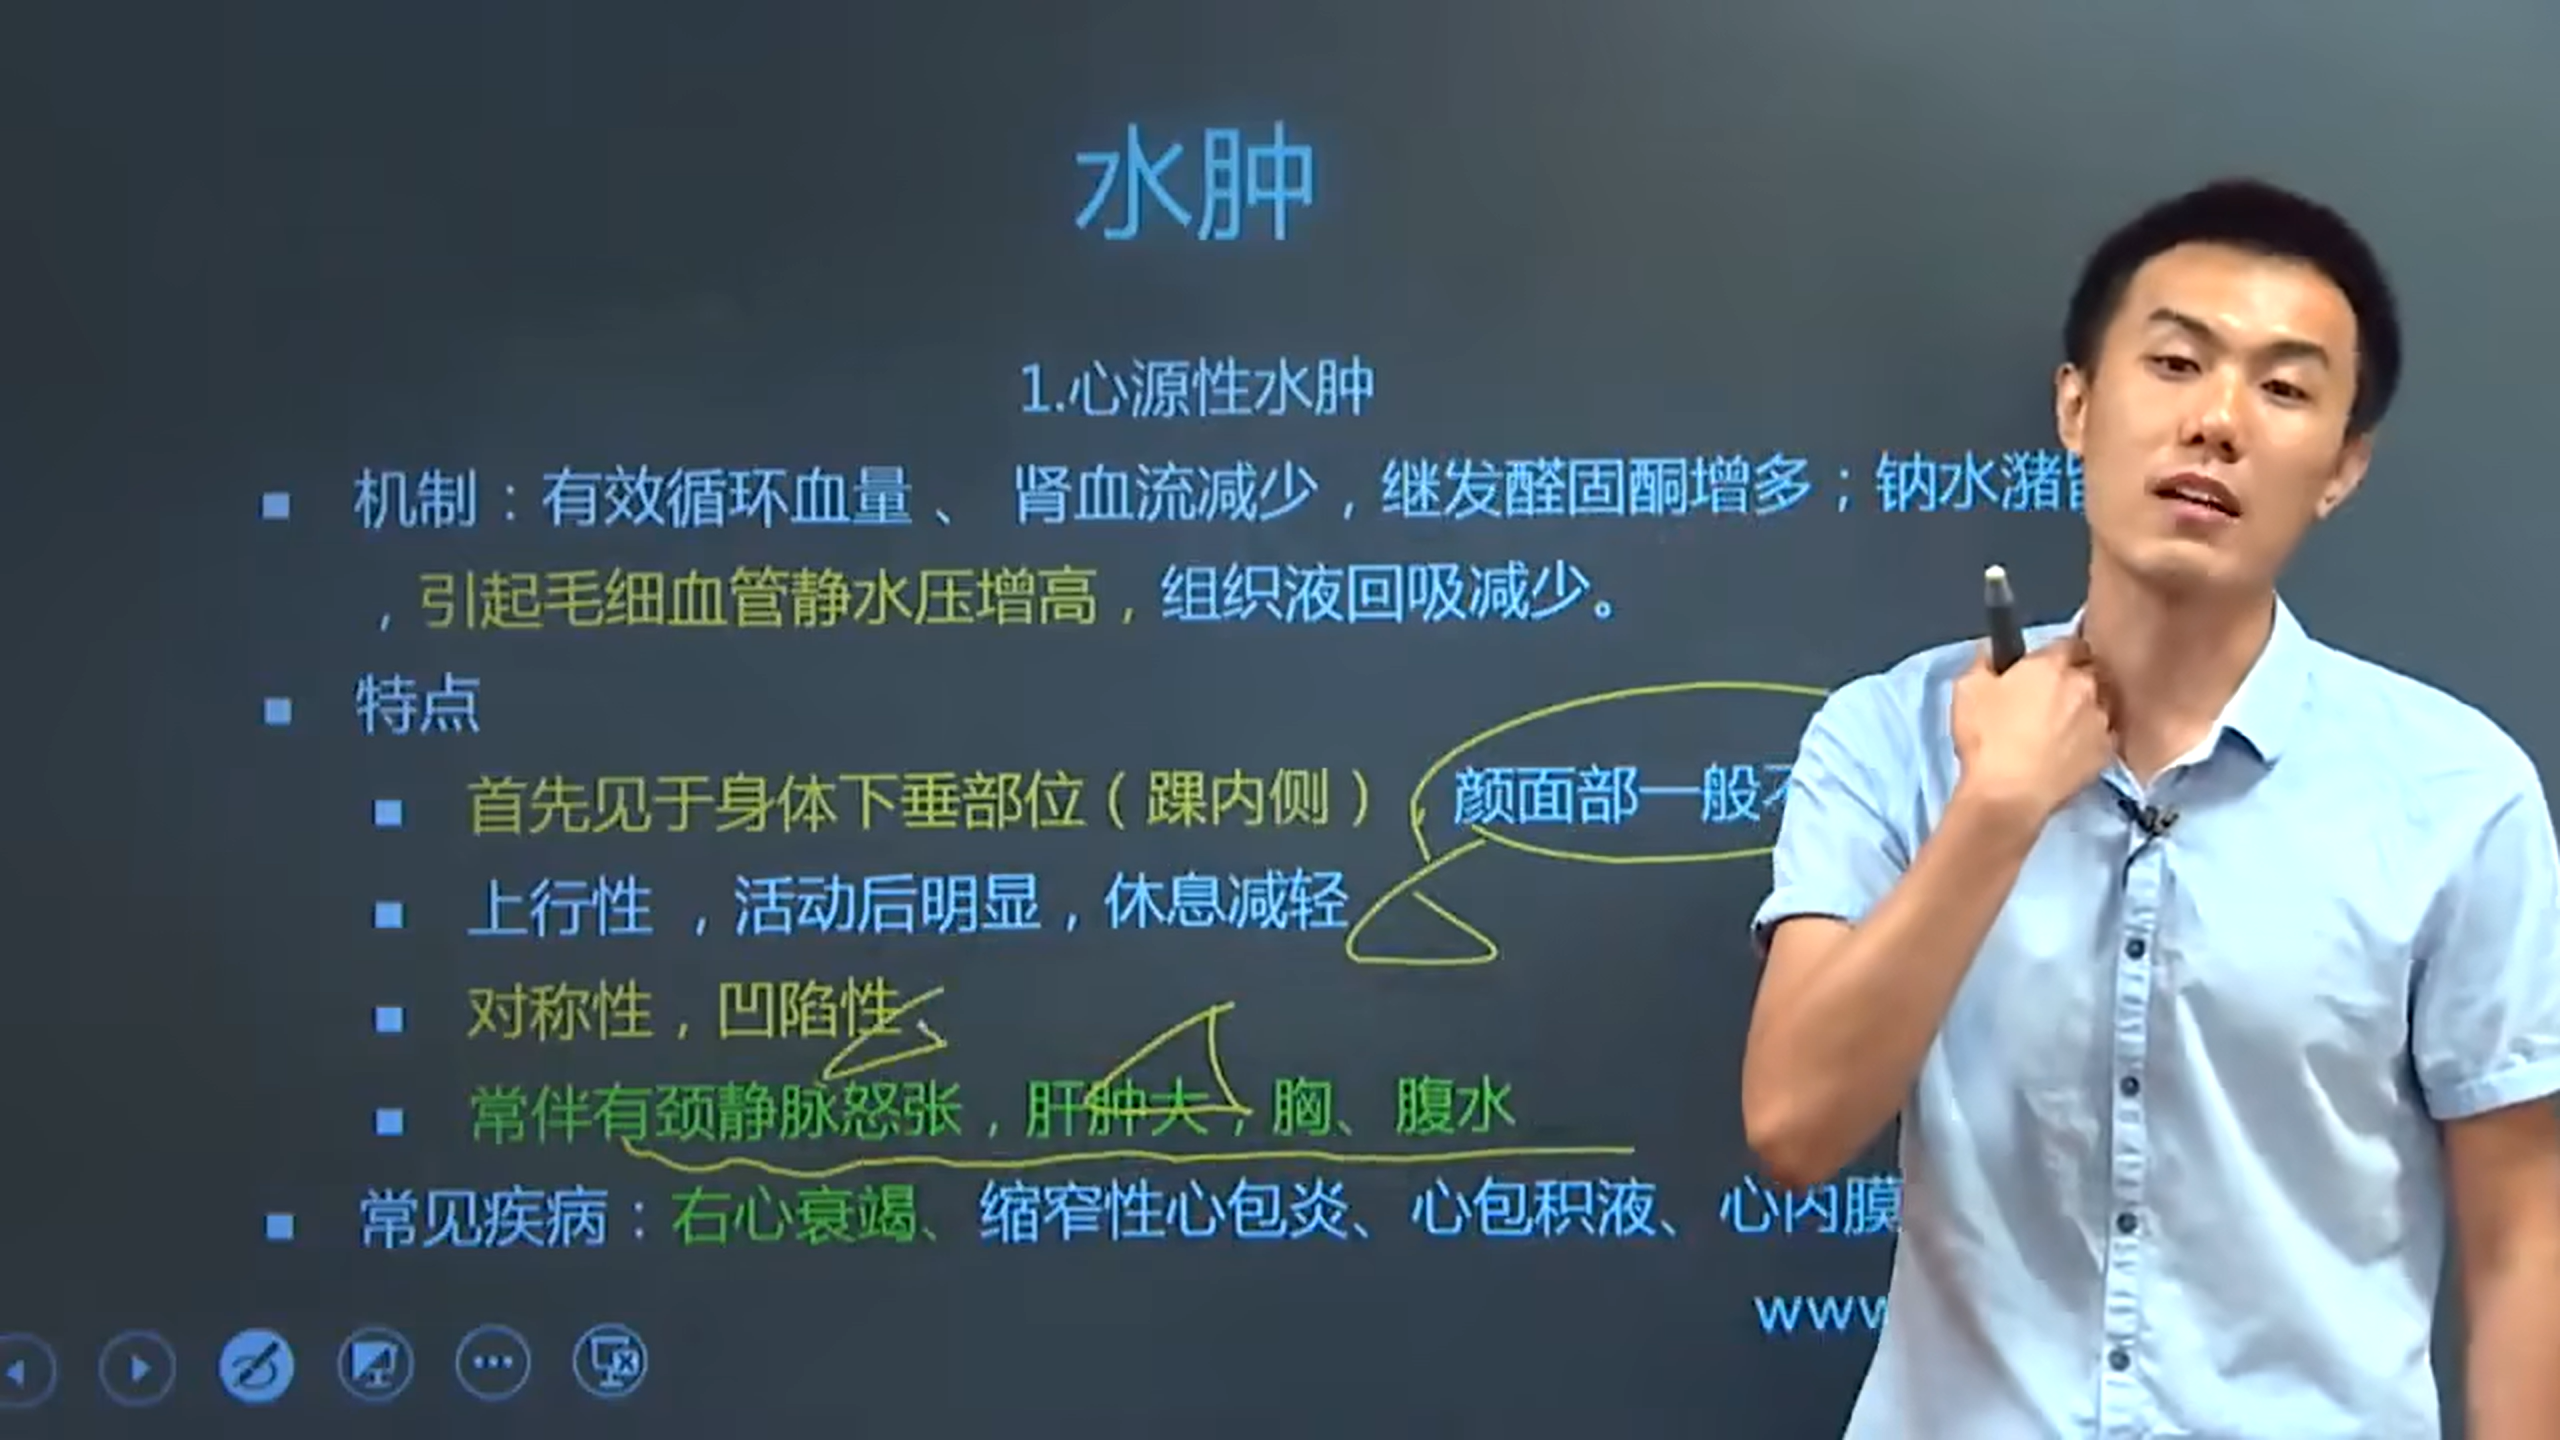 水肿
1.心源性水肿
机制：有效循环血量、 肾血流减少，继发醛固酮增多；钠水潴
，引起毛细血管静水压增高，组织液回吸减少。
特点
首先见于身体下垂部位（踝内侧），颜面部一般
上行性 ，活动后明显，休息减轻
对称性，凹陷性
常伴有颈静脉怒张，肝肿大，胸、腹水
常见疾病：右心衰竭、缩窄性心包炎、心包积液、心内膜
www